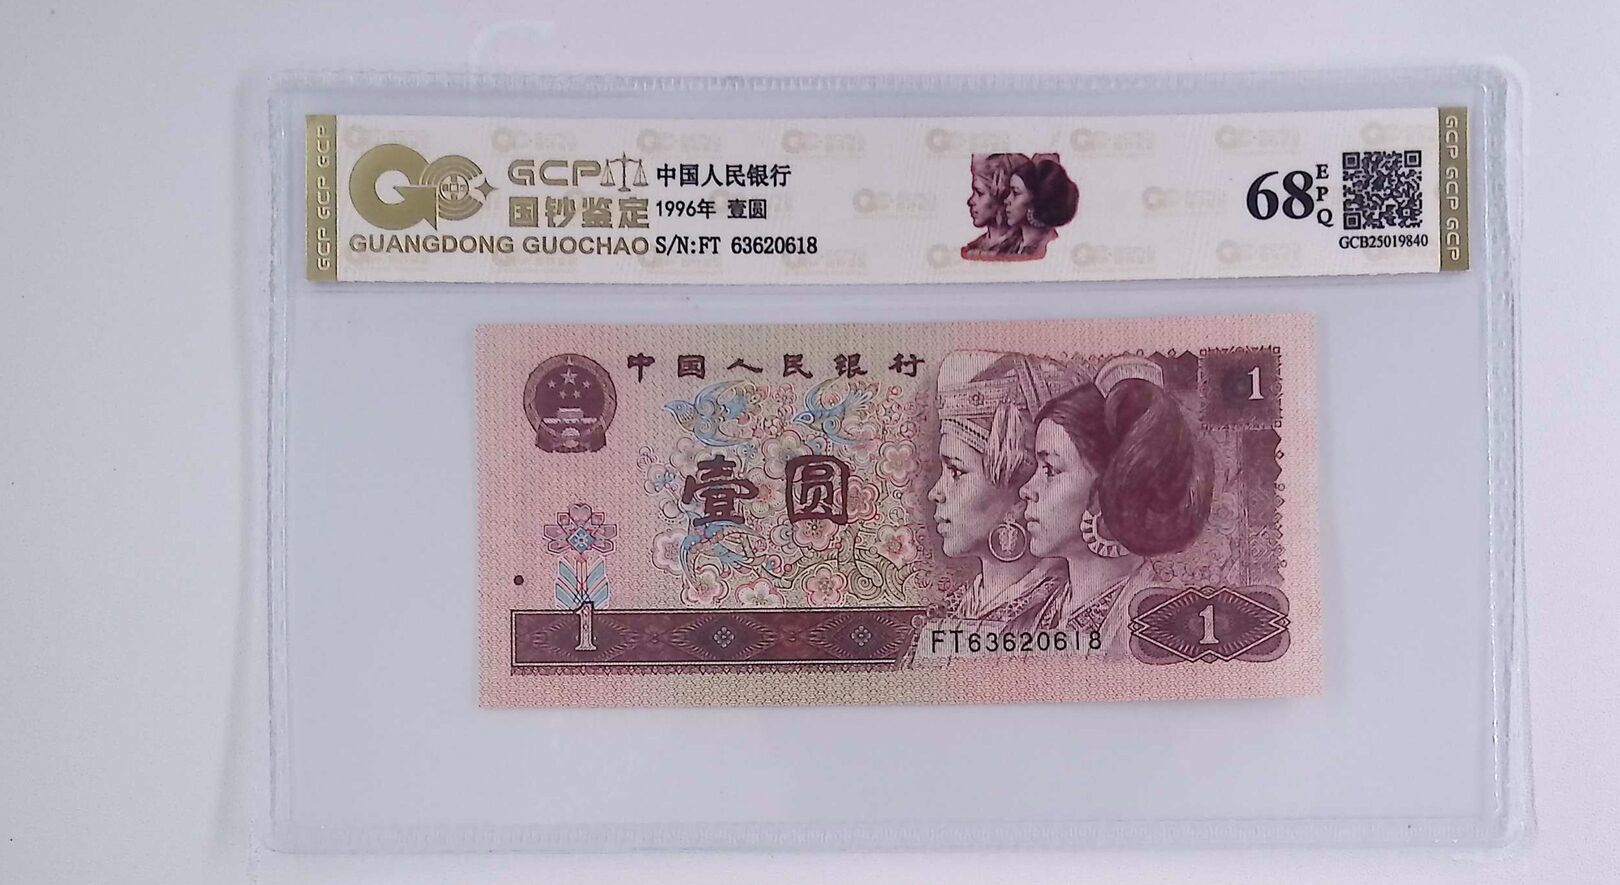 GCP GCP GCP
GCP
国钞鉴定
GUANGDONG GUOCHAO
中国人民银行
1996年 壹圆
S/N:FT 63620618
68
EPQ
GCB25019840
GCP GCP GCP
中国人民银行
1
壹圆
1
FT63620618
1